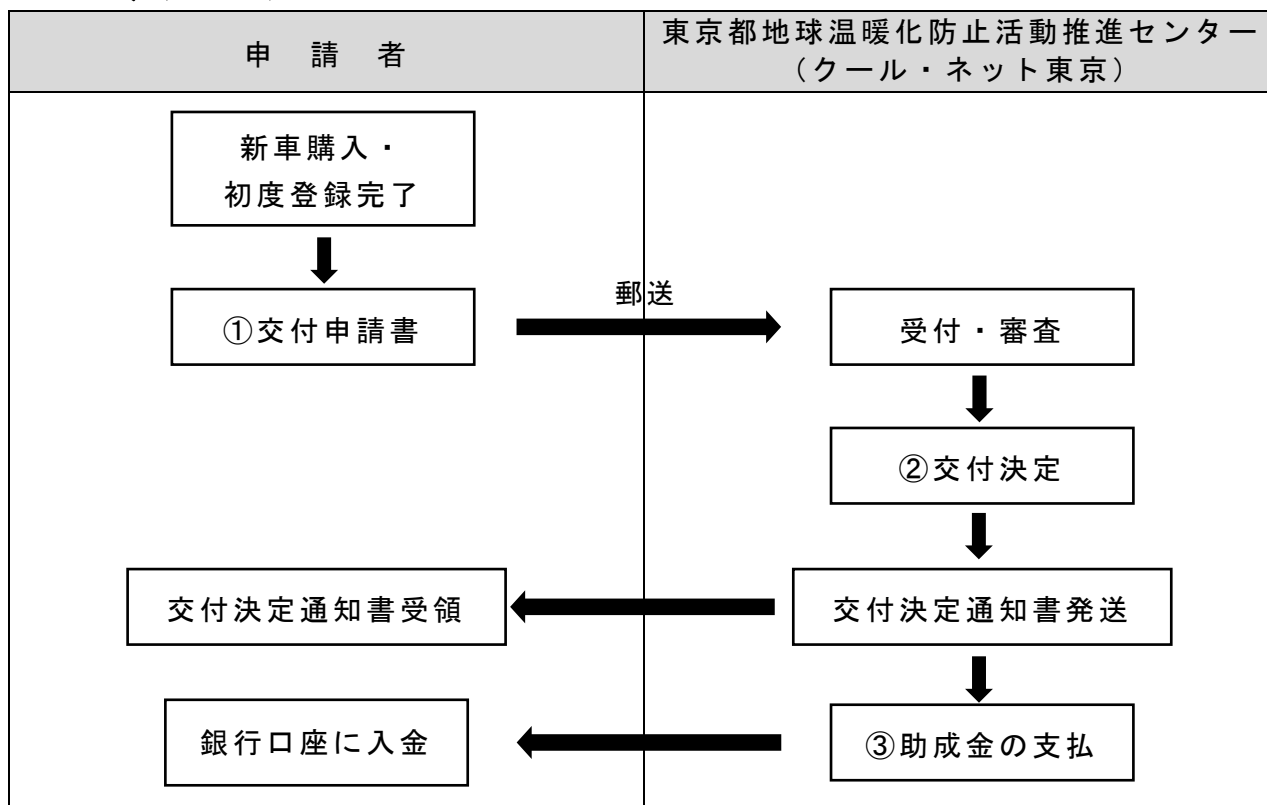 申請者
東京都地球温暖化防止活動推進センター
（クール・ネット東京）
新車購入・
初度登録完了
郵送
①交付申請書
受付・審査
②交付決定
交付決定通知書受領
交付決定通知書発送
銀行口座に入金
③助成金の支払